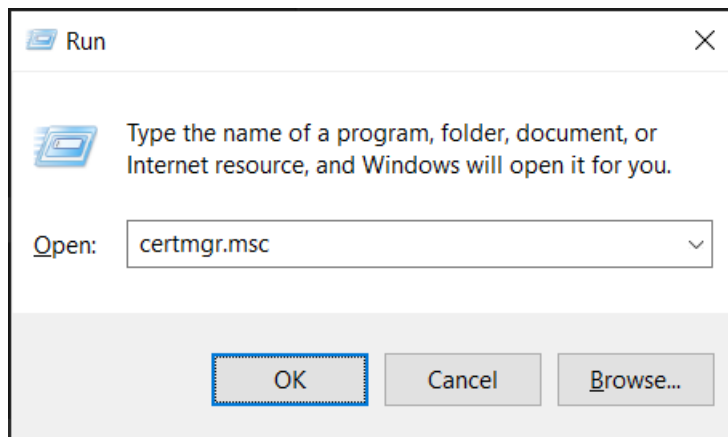 Run
Type the name of a program, folder, document, or
Internet resource, and Windows will open it for you.
Open: certmgr.msc
OK Cancel Browse...